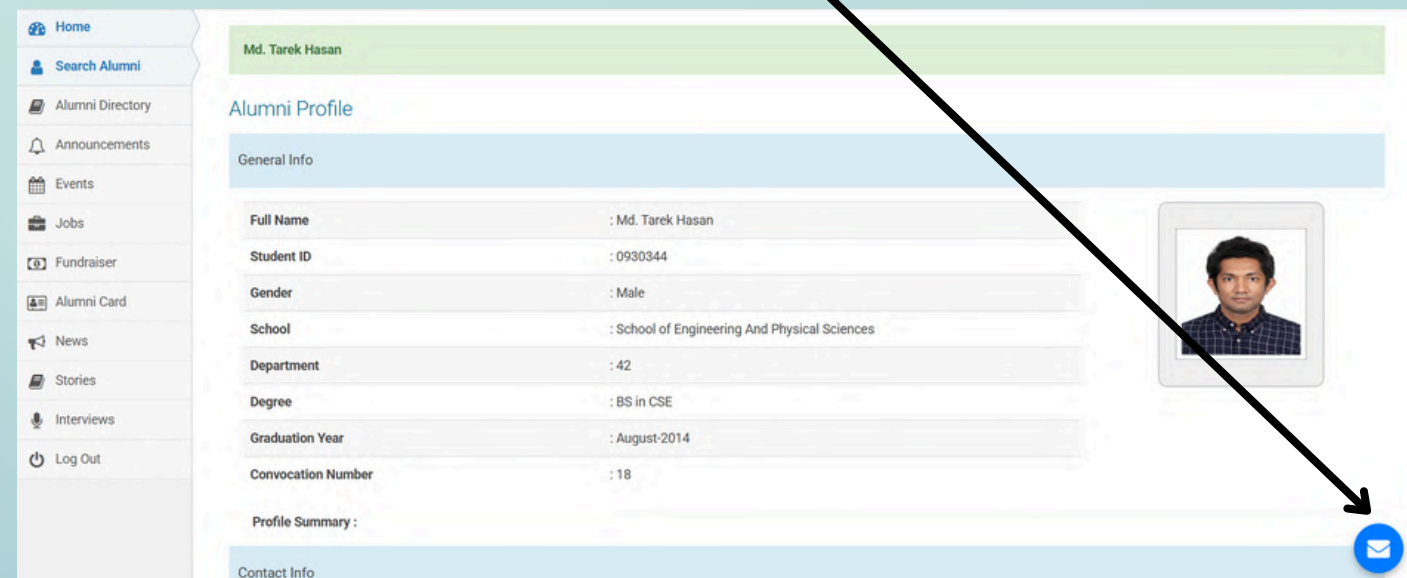 Home
Search Alumni
Alumni Directory
Announcements
Events
Jobs
Fundraiser
Alumni Card
News
Stories
Interviews
Log Out
Md. Tarek Hasan
Alumni Profile
General Info
Full Name : Md. Tarek Hasan
Student ID : 0930344
Gender : Male
School : School of Engineering And Physical Sciences
Department : 42
Degree : BS in CSE
Graduation Year : August-2014
Convocation Number : 18
Profile Summary :
Contact Info